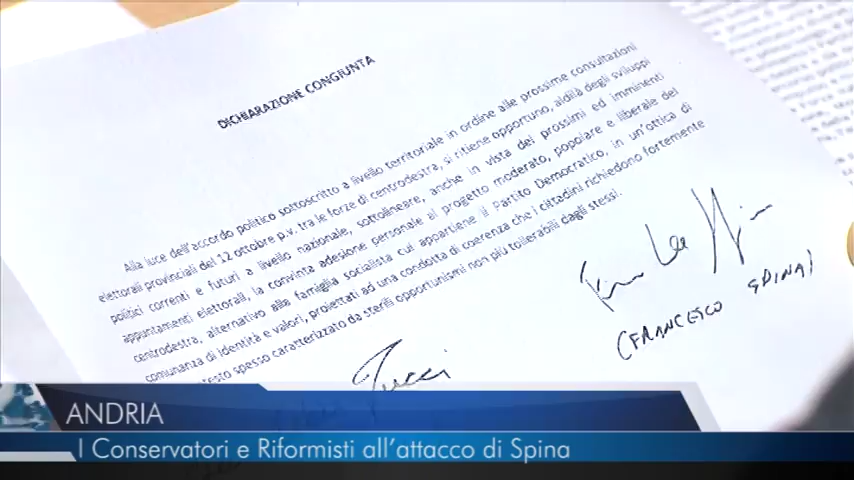 DICHIARAZIONE CONGIUNTA
Alla luce dell'accordo politico sottoscritto a livello territoriale in ordine alle prossime consultazioni
elettorali provinciali del 12 ottobre p.v. tra le forze di centrodestra, si ritiene opportuno, aldilà degli sviluppi
politici correnti e futuri a livello nazionale, sottolineare, anche in vista dei prossimi ed imminenti
appuntamenti elettorali, la convinta adesione personale al progetto moderato, popolare e liberale del
centrodestra, alternativo alla famiglia socialista cui appartiene il Partito Democratico, in un'ottica di
comunanza di identità e valori, proiettati ad una condotta di coerenza che i cittadini richiedono fortemente
spesso caratterizzato da sterili opportunismi non più tollerabili dagli stessi.
(FRANCESCO SPINA)
Tucci
ANDRIA
I Conservatori e Riformisti all'attacco di Spina